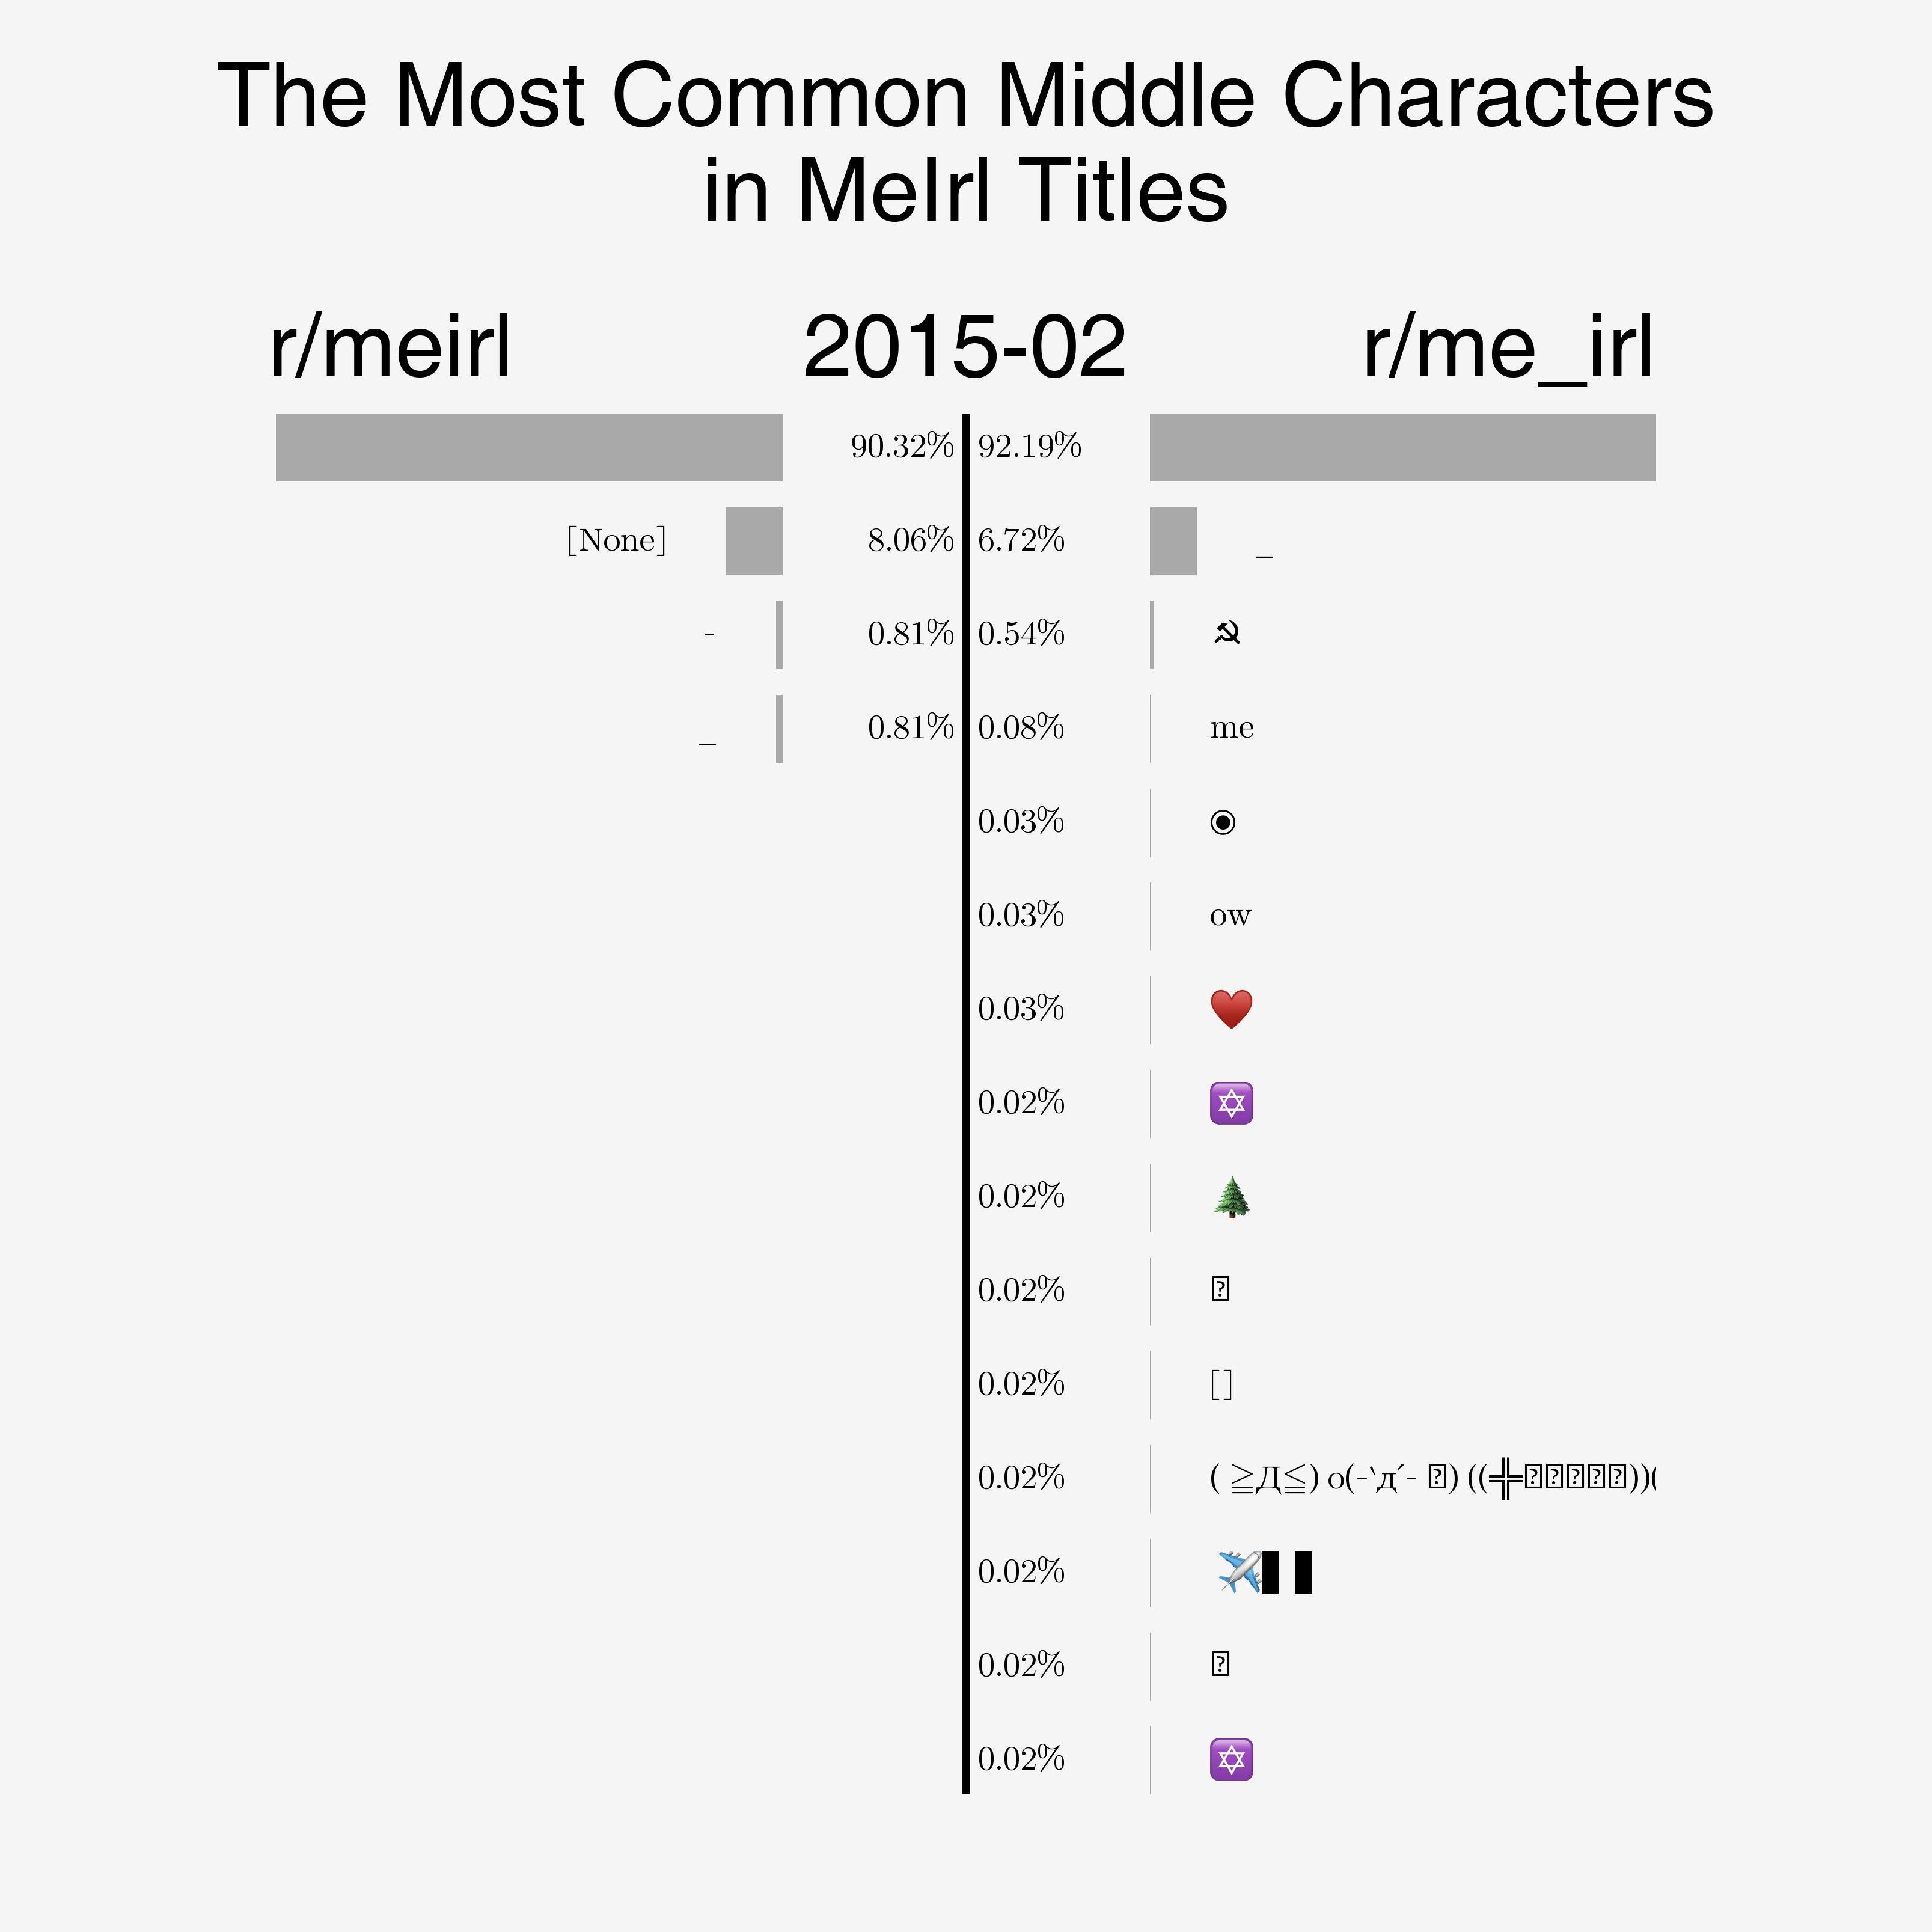 The Most Common Middle Characters
in MeIrl Titles
r/meirl 2015-02 r/me_irl
90.32% 92.19%
[None] 8.06% 6.72% _
- 0.81% 0.54% ☭
_ 0.81% 0.08% me
0.03% ◉
0.03% ow
0.03% ♥️
0.02% ✡️
0.02% 🌲
0.02% ⍰
0.02% []
0.02% ( ≧Д≦) o(-`д´- ⍰) ((╬⍰⍰⍰⍰⍰))(
0.02% ✈️▌▐
0.02% ⍰
0.02% ✡️